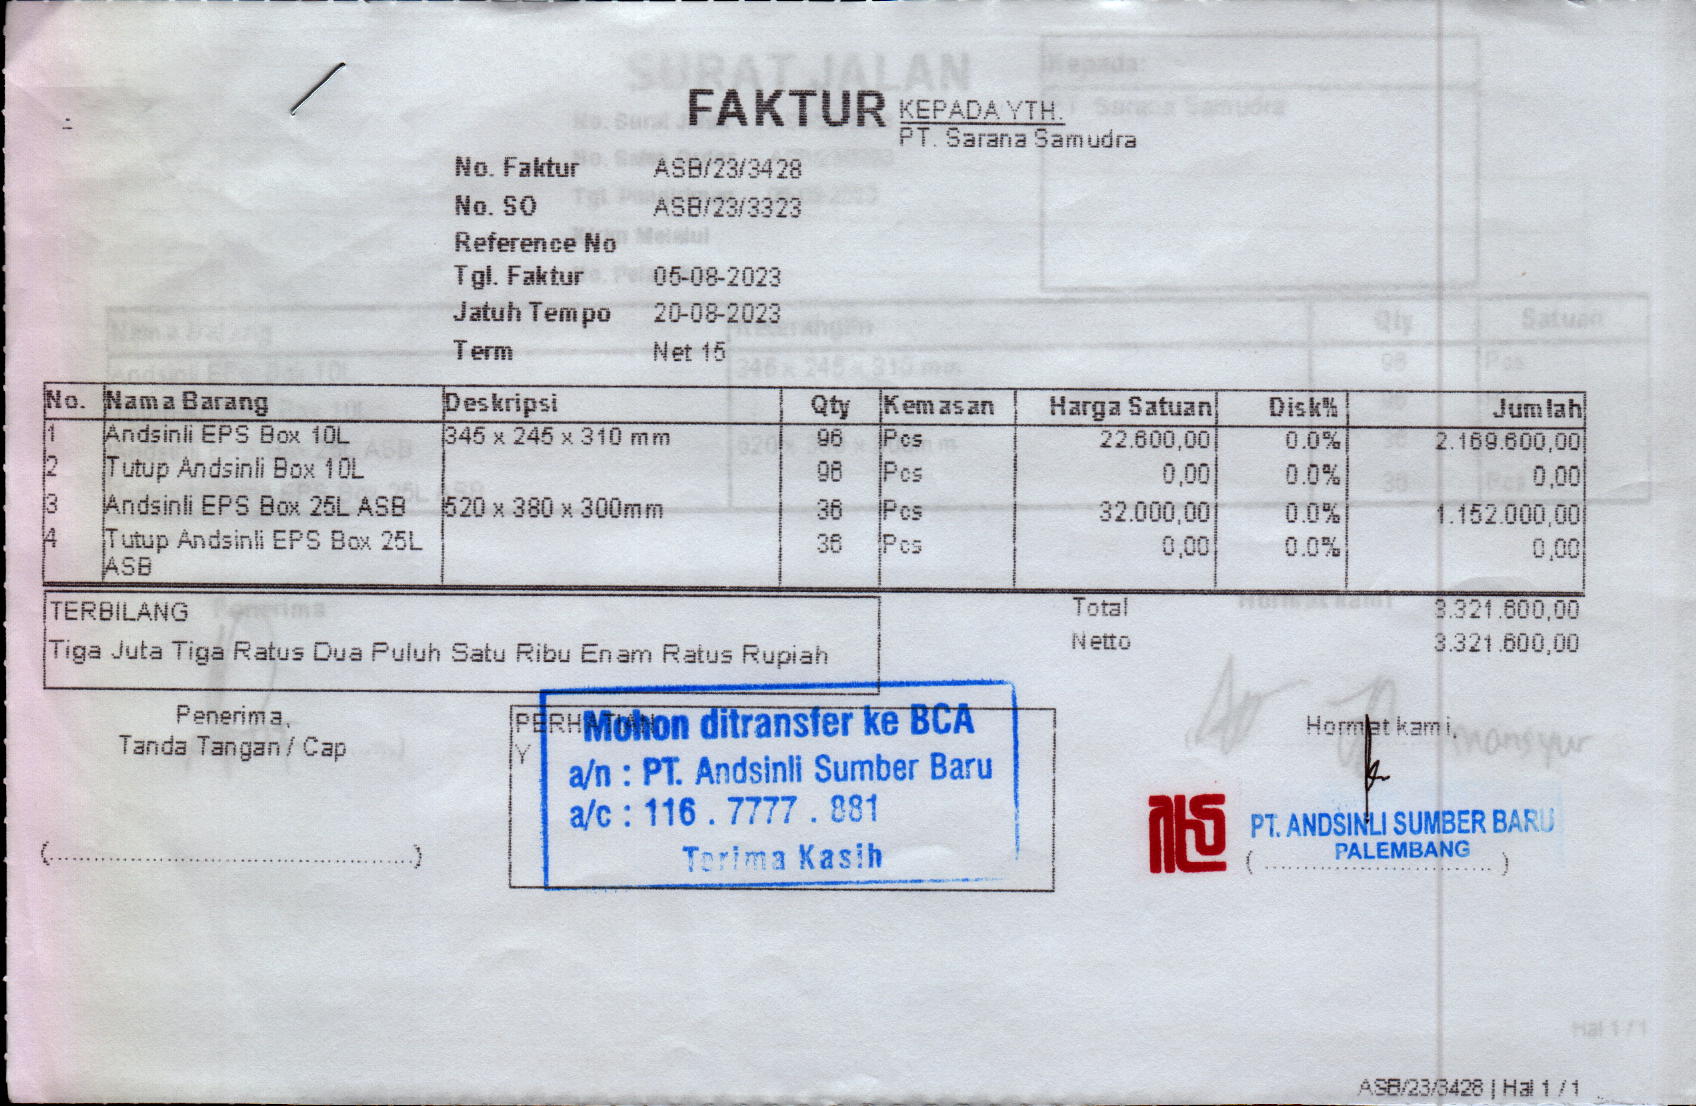 FAKTUR
KEPADA YTH.
PT. Sarana Samudra
No. Faktur ASB/23/3428
No. SO ASB/23/3323
Reference No
Tgl. Faktur 05-08-2023
Jatuh Tempo 20-08-2023
Term Net 15
No. Nama Barang Deskripsi Qty Kemasan Harga Satuan Disk% Jumlah
1 Andsinli EPS Box 10L 345 x 245 x 310 mm 96 Pcs 22.600,00 0.0% 2.169.600,00
2 Tutup Andsinli Box 10L 96 Pcs 0,00 0.0% 0,00
3 Andsinli EPS Box 25L ASB 520 x 380 x 300mm 36 Pcs 32.000,00 0.0% 1.152.000,00
4 Tutup Andsinli EPS Box 25L 36 Pcs 0,00 0.0% 0,00
ASB
TERBILANG
Tiga Juta Tiga Ratus Dua Puluh Satu Ribu Enam Ratus Rupiah
Total 3.321.600,00
Netto 3.321.600,00
Penerima,
Tanda Tangan / Cap
(................................................)
PERHATIAN
Y
Mohon ditransfer ke BCA
a/n : PT. Andsinli Sumber Baru
a/c : 116 . 7777 . 881
Terima Kasih
Hormat kami,
PT. ANDSINLI SUMBER BARU
PALEMBANG
(................................)
ASB/23/3428 | Hal 1 / 1